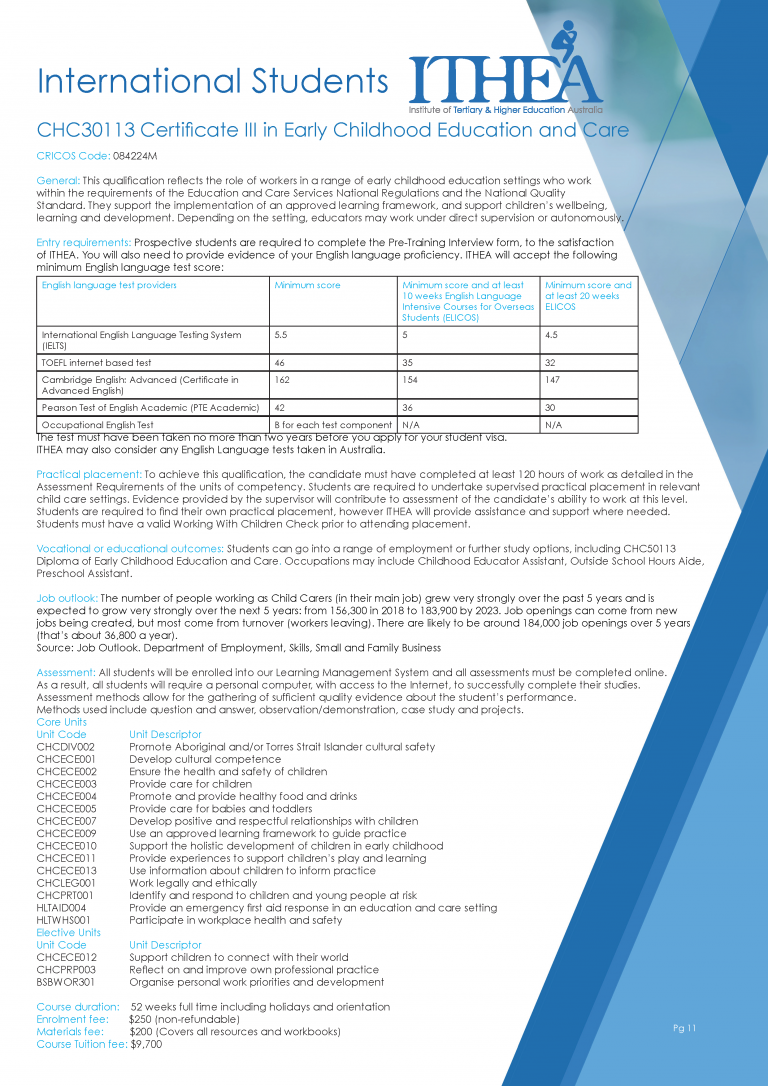 International Students
ITHEA
Institute of Tertiary & Higher Education Australia
CHC30113 Certificate III in Early Childhood Education and Care
CRICOS Code: 084224M
General: This qualification reflects the role of workers in a range of early childhood education settings who work
within the requirements of the Education and Care Services National Regulations and the National Quality
Standard. They support the implementation of an approved learning framework, and support children's wellbeing,
learning and development. Depending on the setting, educators may work under direct supervision or autonomously.
Entry requirements: Prospective students are required to complete the Pre-Training Interview form, to the satisfaction
of ITHEA. You will also need to provide evidence of your English language proficiency. ITHEA will accept the following
minimum English language test score:
English language test providers Minimum score Minimum score and at least 10 weeks English Language Intensive Courses for Overseas Students (ELICOS) Minimum score and at least 20 weeks ELICOS
International English Language Testing System (IELTS) 5.5 5 4.5
TOEFL internet based test 46 35 32
Cambridge English: Advanced (Certificate in Advanced English) 162 154 147
Pearson Test of English Academic (PTE Academic) 42 36 30
Occupational English Test B for each test component N/A N/A
The test must have been taken no more than two years before you apply for your student visa.
ITHEA may also consider any English Language tests taken in Australia.
Practical placement: To achieve this qualification, the candidate must have completed at least 120 hours of work as detailed in the
Assessment Requirements of the units of competency. Students are required to undertake supervised practical placement in relevant
child care settings. Evidence provided by the supervisor will contribute to assessment of the candidate's ability to work at this level.
Students are required to find their own practical placement, however ITHEA will provide assistance and support where needed.
Students must have a valid Working With Children Check prior to attending placement.
Vocational or educational outcomes: Students can go into a range of employment or further study options, including CHC50113
Diploma of Early Childhood Education and Care. Occupations may include Childhood Educator Assistant, Outside School Hours Aide,
Preschool Assistant.
Job outlook: The number of people working as Child Carers (in their main job) grew very strongly over the past 5 years and is
expected to grow very strongly over the next 5 years: from 156,300 in 2018 to 183,900 by 2023. Job openings can come from new
jobs being created, but most come from turnover (workers leaving). There are likely to be around 184,000 job openings over 5 years
(that's about 36,800 a year).
Source: Job Outlook. Department of Employment, Skills, Small and Family Business
Assessment: All students will be enrolled into our Learning Management System and all assessments must be completed online.
As a result, all students will require a personal computer, with access to the Internet, to successfully complete their studies.
Assessment methods allow for the gathering of sufficient quality evidence about the student's performance.
Methods used include question and answer, observation/demonstration, case study and projects.
Core Units
Unit Code Unit Descriptor
CHCDIV002 Promote Aboriginal and/or Torres Strait Islander cultural safety
CHCECE001 Develop cultural competence
CHCECE002 Ensure the health and safety of children
CHCECE003 Provide care for children
CHCECE004 Promote and provide healthy food and drinks
CHCECE005 Provide care for babies and toddlers
CHCECE007 Develop positive and respectful relationships with children
CHCECE009 Use an approved learning framework to guide practice
CHCECE010 Support the holistic development of children in early childhood
CHCECE011 Provide experiences to support children's play and learning
CHCECE013 Use information about children to inform practice
CHCLEG001 Work legally and ethically
CHCPRT001 Identify and respond to children and young people at risk
HLTAID004 Provide an emergency first aid response in an education and care setting
HLTWHS001 Participate in workplace health and safety
Elective Units
Unit Code Unit Descriptor
CHCECE012 Support children to connect with their world
CHCPRP003 Reflect on and improve own professional practice
BSBWOR301 Organise personal work priorities and development
Course duration: 52 weeks full time including holidays and orientation
Enrolment fee: $250 (non-refundable)
Materials fee: $200 (Covers all resources and workbooks)
Course Tuition fee: $9,700
Pg 11